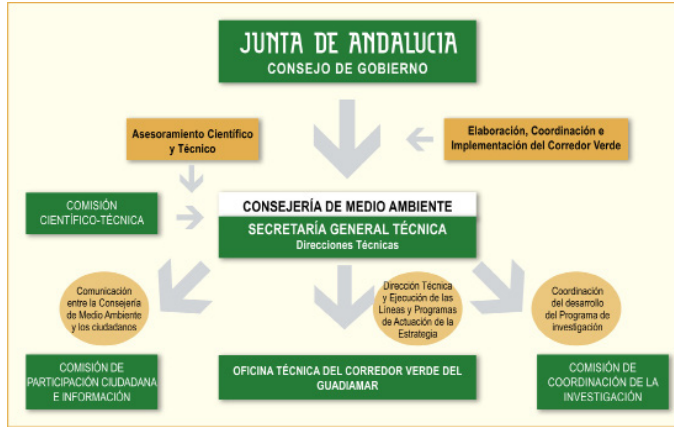 JUNTA DE ANDALUCIA
CONSEJO DE GOBIERNO
Asesoramiento Científico
y Técnico
Elaboración, Coordinación e
Implementación del Corredor Verde
COMISIÓN
CIENTÍFICO-TÉCNICA
CONSEJERÍA DE MEDIO AMBIENTE
SECRETARÍA GENERAL TÉCNICA
Direcciones Técnicas
Comunicación
entre la Consejería
de Medio Ambiente
y los ciudadanos
Dirección Técnica
y Ejecución de las
Líneas y Programas
de Actuación de la
Estrategia
Coordinación
del desarrollo
del Programa de
investigación
COMISIÓN DE
PARTICIPACIÓN CIUDADANA
E INFORMACIÓN
OFICINA TÉCNICA DEL CORREDOR VERDE DEL
GUADIAMAR
COMISIÓN DE
COORDINACIÓN DE LA
INVESTIGACIÓN